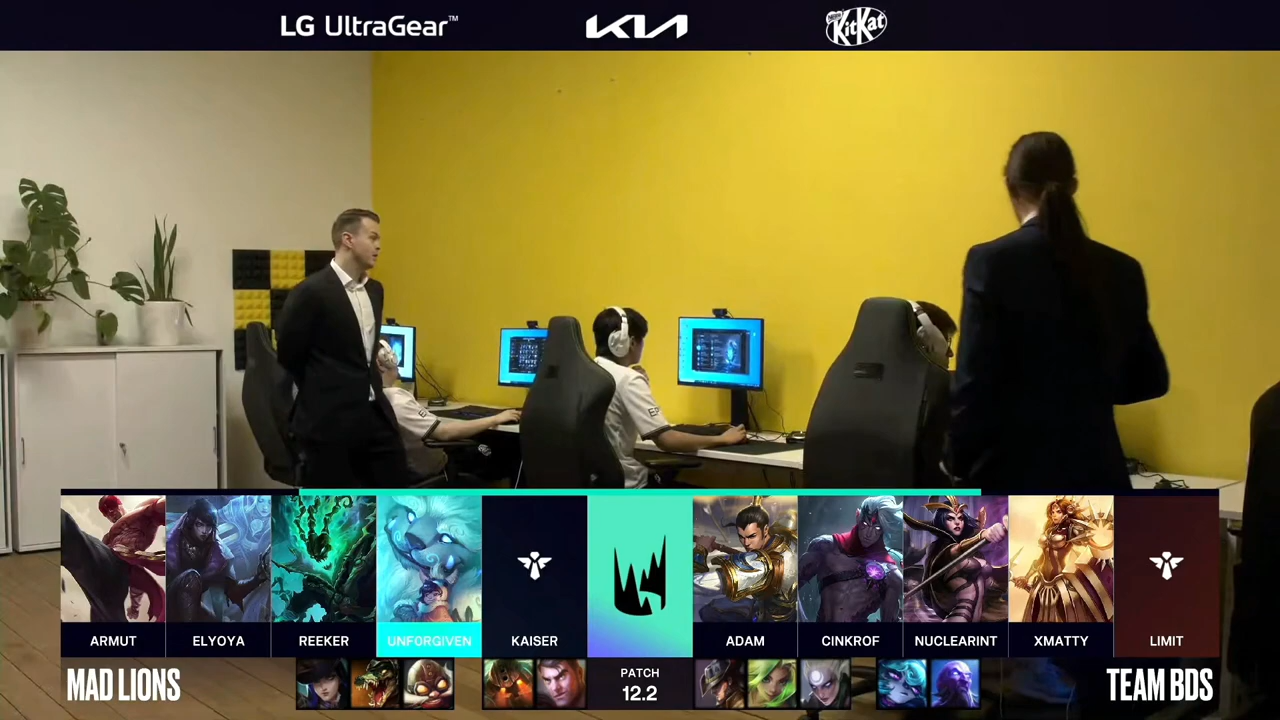 LG UltraGear™
KIA
Nestlé
KitKat
ARMUT
ELYOYA
REEKER
UNFORGIVEN
KAISER
ADAM
CINKROF
NUCLEARINT
XMATTY
LIMIT
MAD LIONS
PATCH
12.2
TEAM BDS